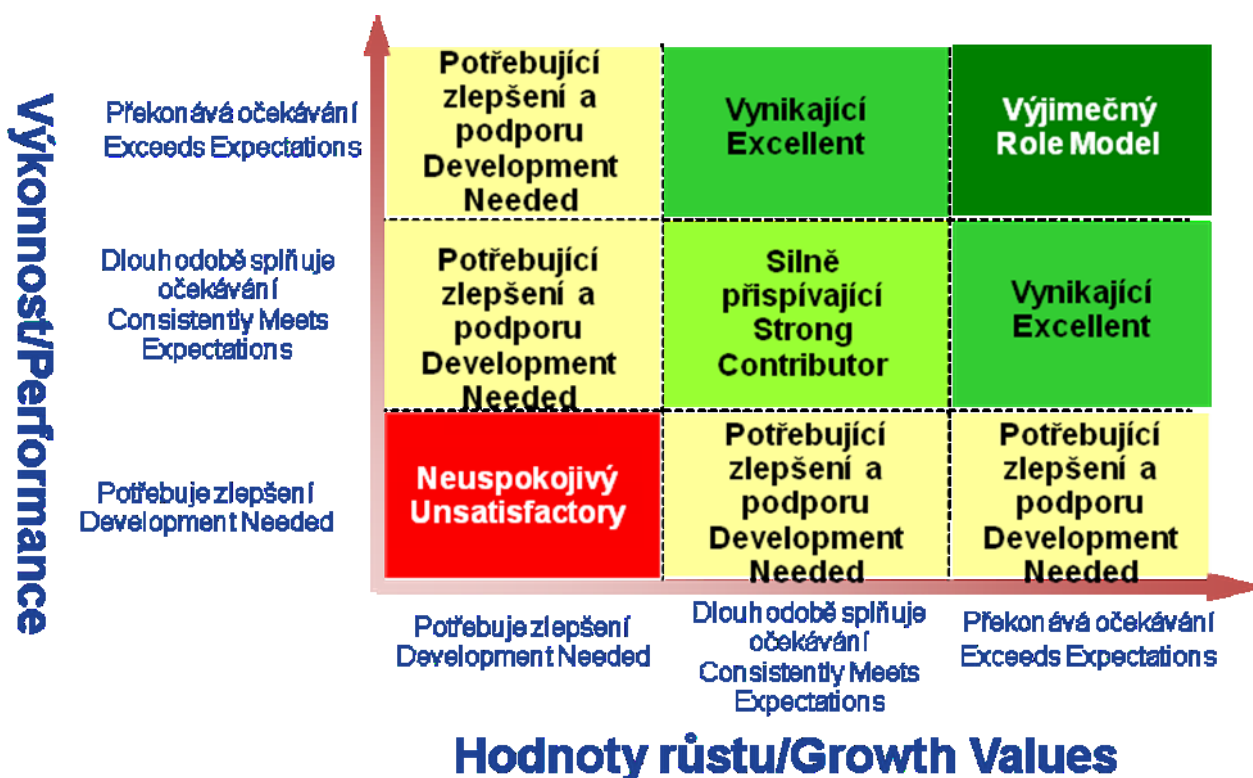 Výkonnost/Performance
Překonává očekávání
Exceeds Expectations
Potřebující
zlepšení a
podporu
Development
Needed
Vynikající
Excellent
Výjimečný
Role Model
Dlouhodobě splňuje
očekávání
Consistently Meets
Expectations
Potřebující
zlepšení a
podporu
Development
Needed
Silně
přispívající
Strong
Contributor
Vynikající
Excellent
Potřebuje zlepšení
Development Needed
Neuspokojivý
Unsatisfactory
Potřebující
zlepšení a
podporu
Development
Needed
Potřebující
zlepšení a
podporu
Development
Needed
Potřebuje zlepšení
Development Needed
Dlouhodobě splňuje
očekávání
Consistently Meets
Expectations
Překonává očekávání
Exceeds Expectations
Hodnoty růstu/Growth Values